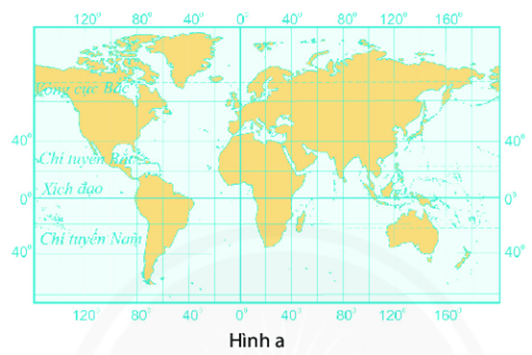 120° 80° 40° 0° 40° 80° 120° 160°
Vòng cực Bắc
40° 40°
Chí tuyến Bắc
Xích đạo
0° 0°
Chí tuyến Nam
40° 40°
120° 80° 40° 0° 40° 80° 120° 160°
Hình a